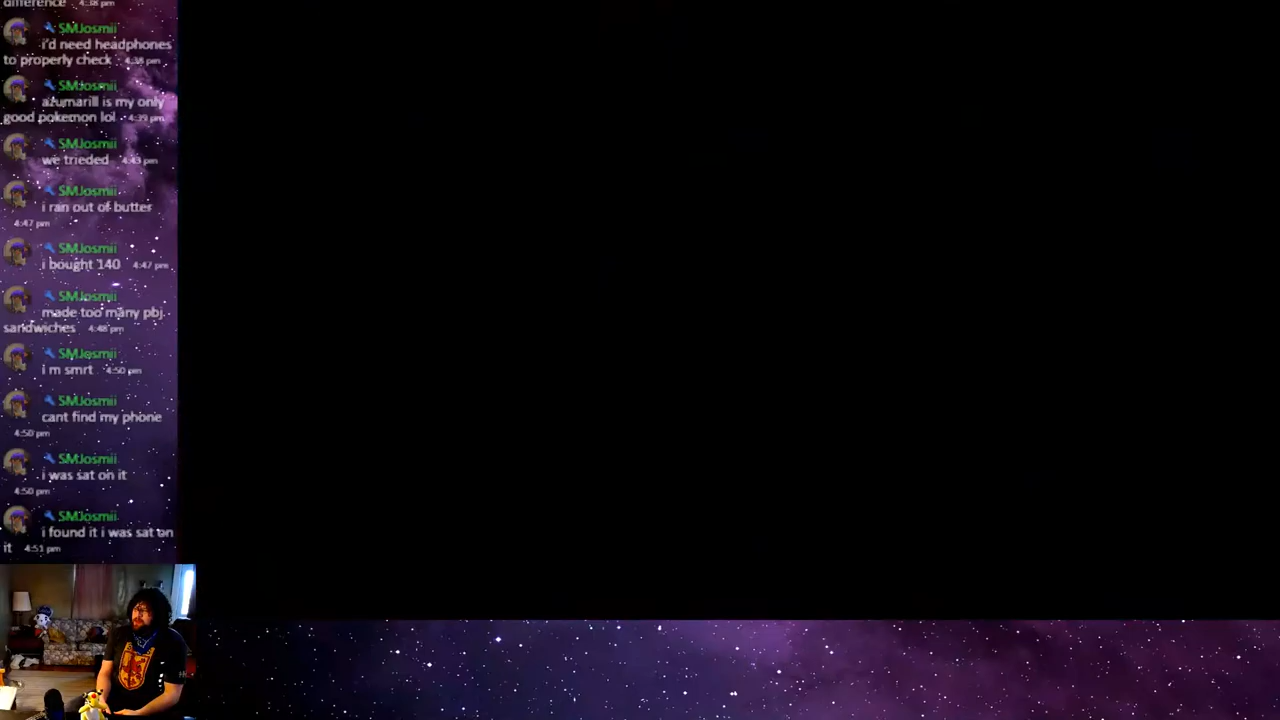 difference 4:38 pm
SMJosmii
i'd need headphones
to properly check 4:38 pm
SMJosmii
azumarill is my only
good pokemon lol 4:39 pm
SMJosmii
we trieded 4:43 pm
SMJosmii
i ran out of butter
4:47 pm
SMJosmii
i bought 140 4:47 pm
SMJosmii
made too many pbj
sandwiches 4:48 pm
SMJosmii
i m smrt 4:50 pm
SMJosmii
cant find my phone
4:50 pm
SMJosmii
i was sat on it
4:50 pm
SMJosmii
i found it i was sat on
it 4:51 pm